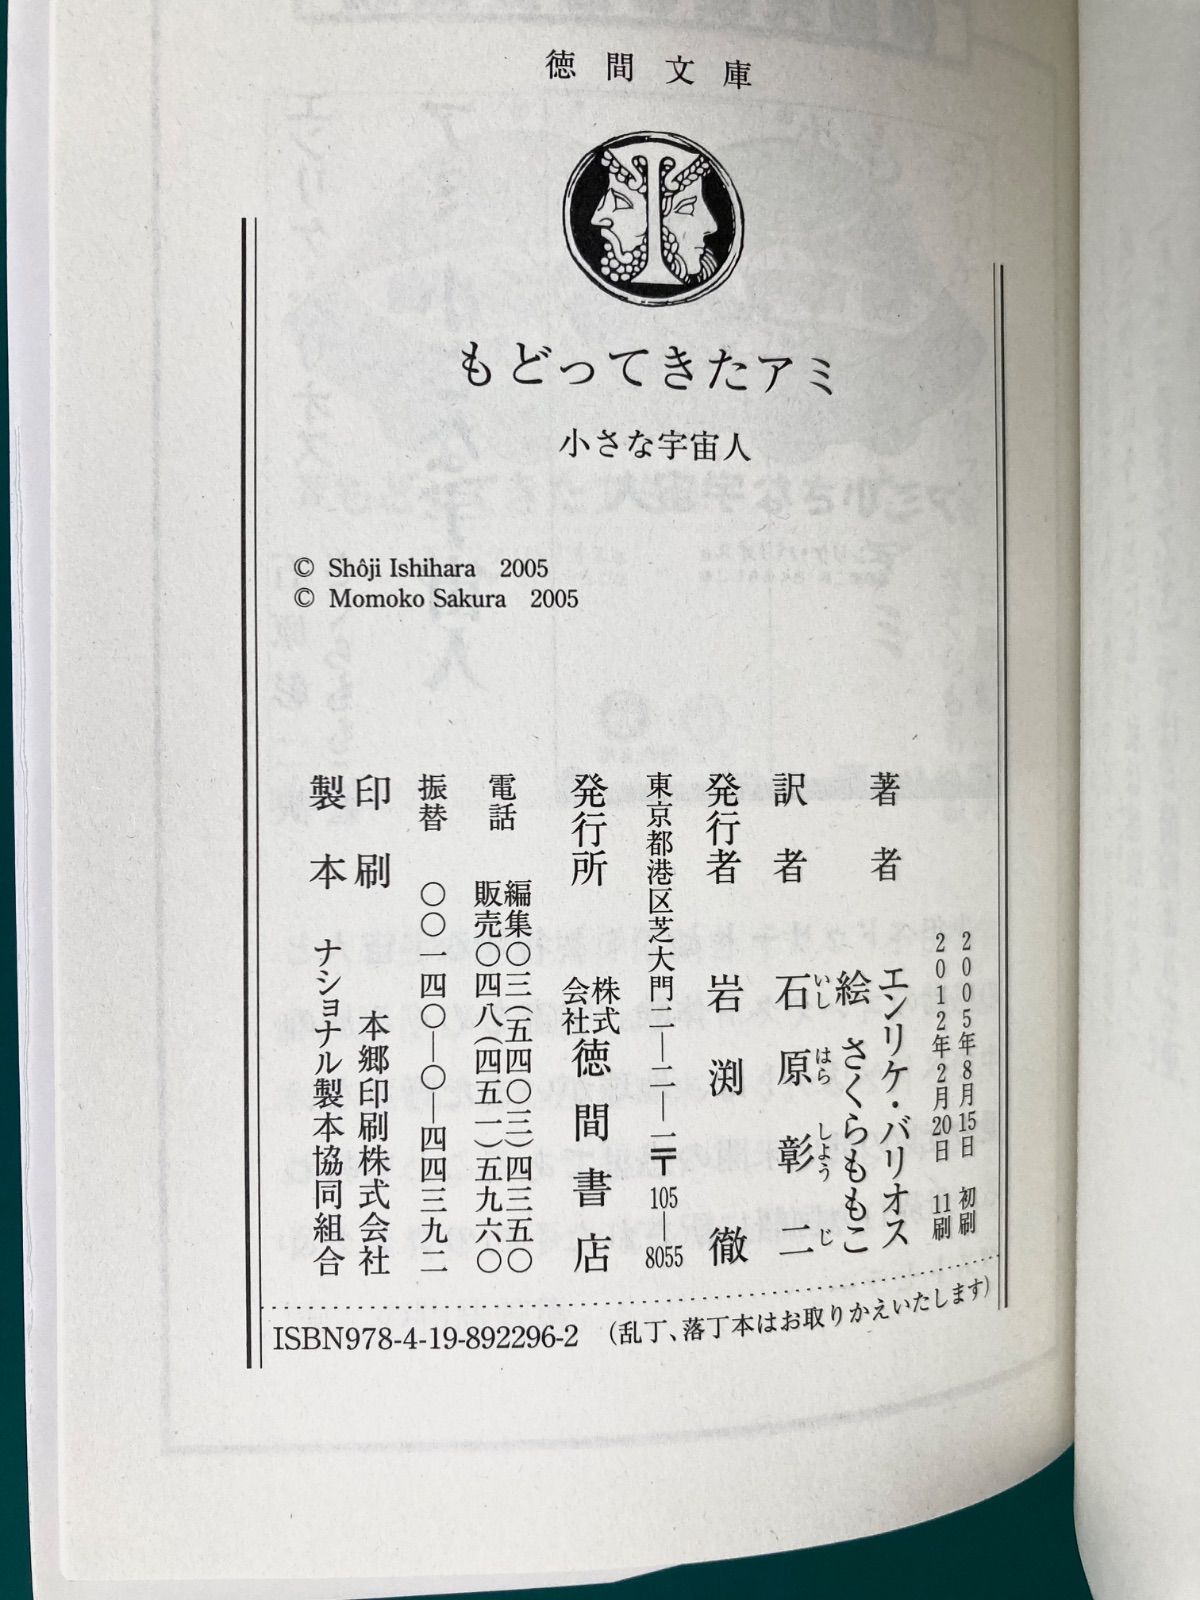 徳間文庫
もどってきたアミ
小さな宇宙人
© Shôji Ishihara 2005
© Momoko Sakura 2005
2005年8月15日 初刷
2012年2月20日 11刷
著者 エンリケ・バリオス
絵 さくらももこ
訳者 石原彰二
いしはらしようじ
発行者 岩渕徹
東京都港区芝大門二―二―一〒105―8055
発行所 株式会社徳間書店
電話 編集〇三(五四〇三)四三五〇
販売〇四八(四五一)五九六〇
振替 〇〇一四〇―〇―四四三九二
印刷 本郷印刷株式会社
製本 ナショナル製本協同組合
ISBN978-4-19-892296-2 (乱丁、落丁本はお取りかえいたします)